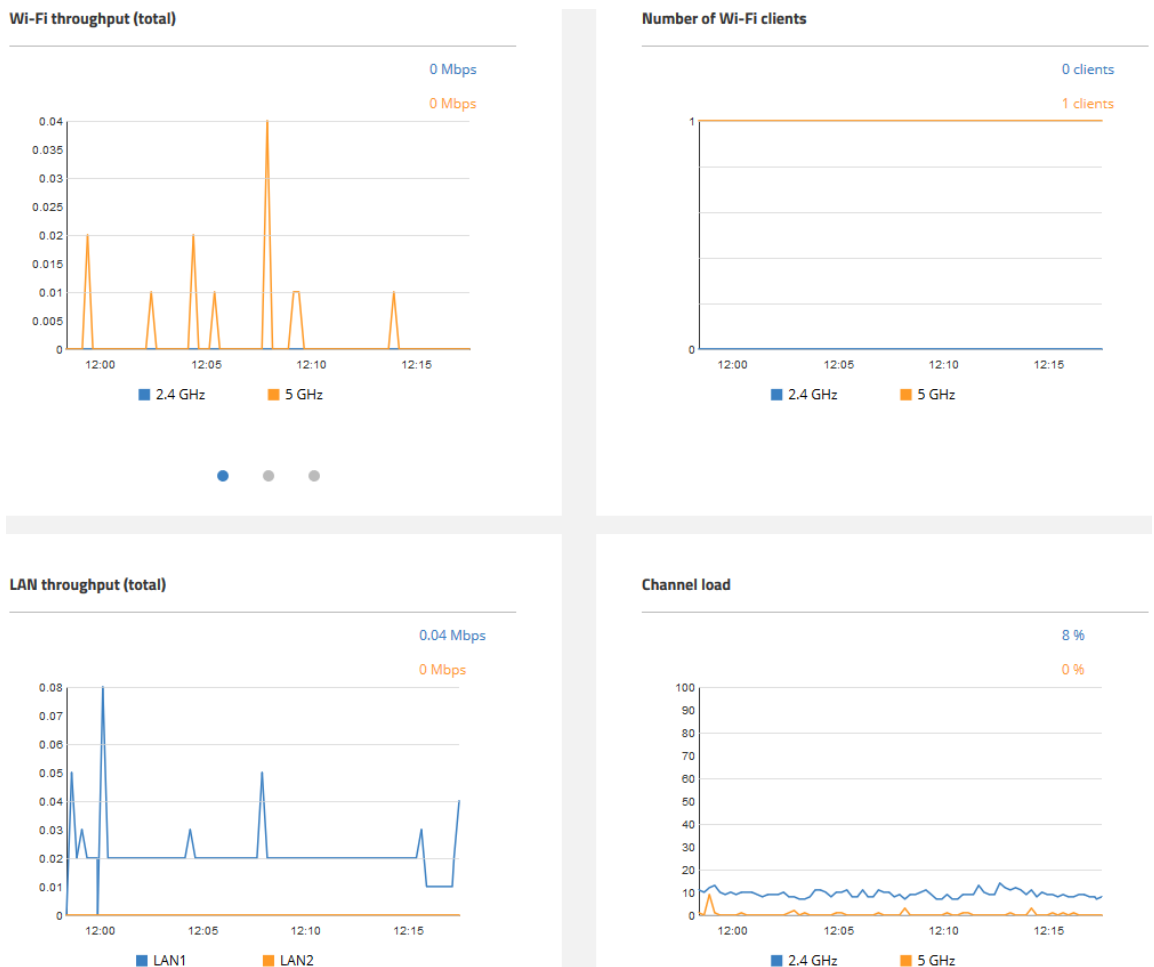 Wi-Fi throughput (total)
0 Mbps
0 Mbps
0.04
0.035
0.03
0.025
0.02
0.015
0.01
0.005
0
12:00 12:05 12:10 12:15
2.4 GHz 5 GHz
Number of Wi-Fi clients
0 clients
1 clients
1
0
12:00 12:05 12:10 12:15
2.4 GHz 5 GHz
LAN throughput (total)
0.04 Mbps
0 Mbps
0.08
0.07
0.06
0.05
0.04
0.03
0.02
0.01
0
12:00 12:05 12:10 12:15
LAN1 LAN2
Channel load
8 %
0 %
100
90
80
70
60
50
40
30
20
10
0
12:00 12:05 12:10 12:15
2.4 GHz 5 GHz